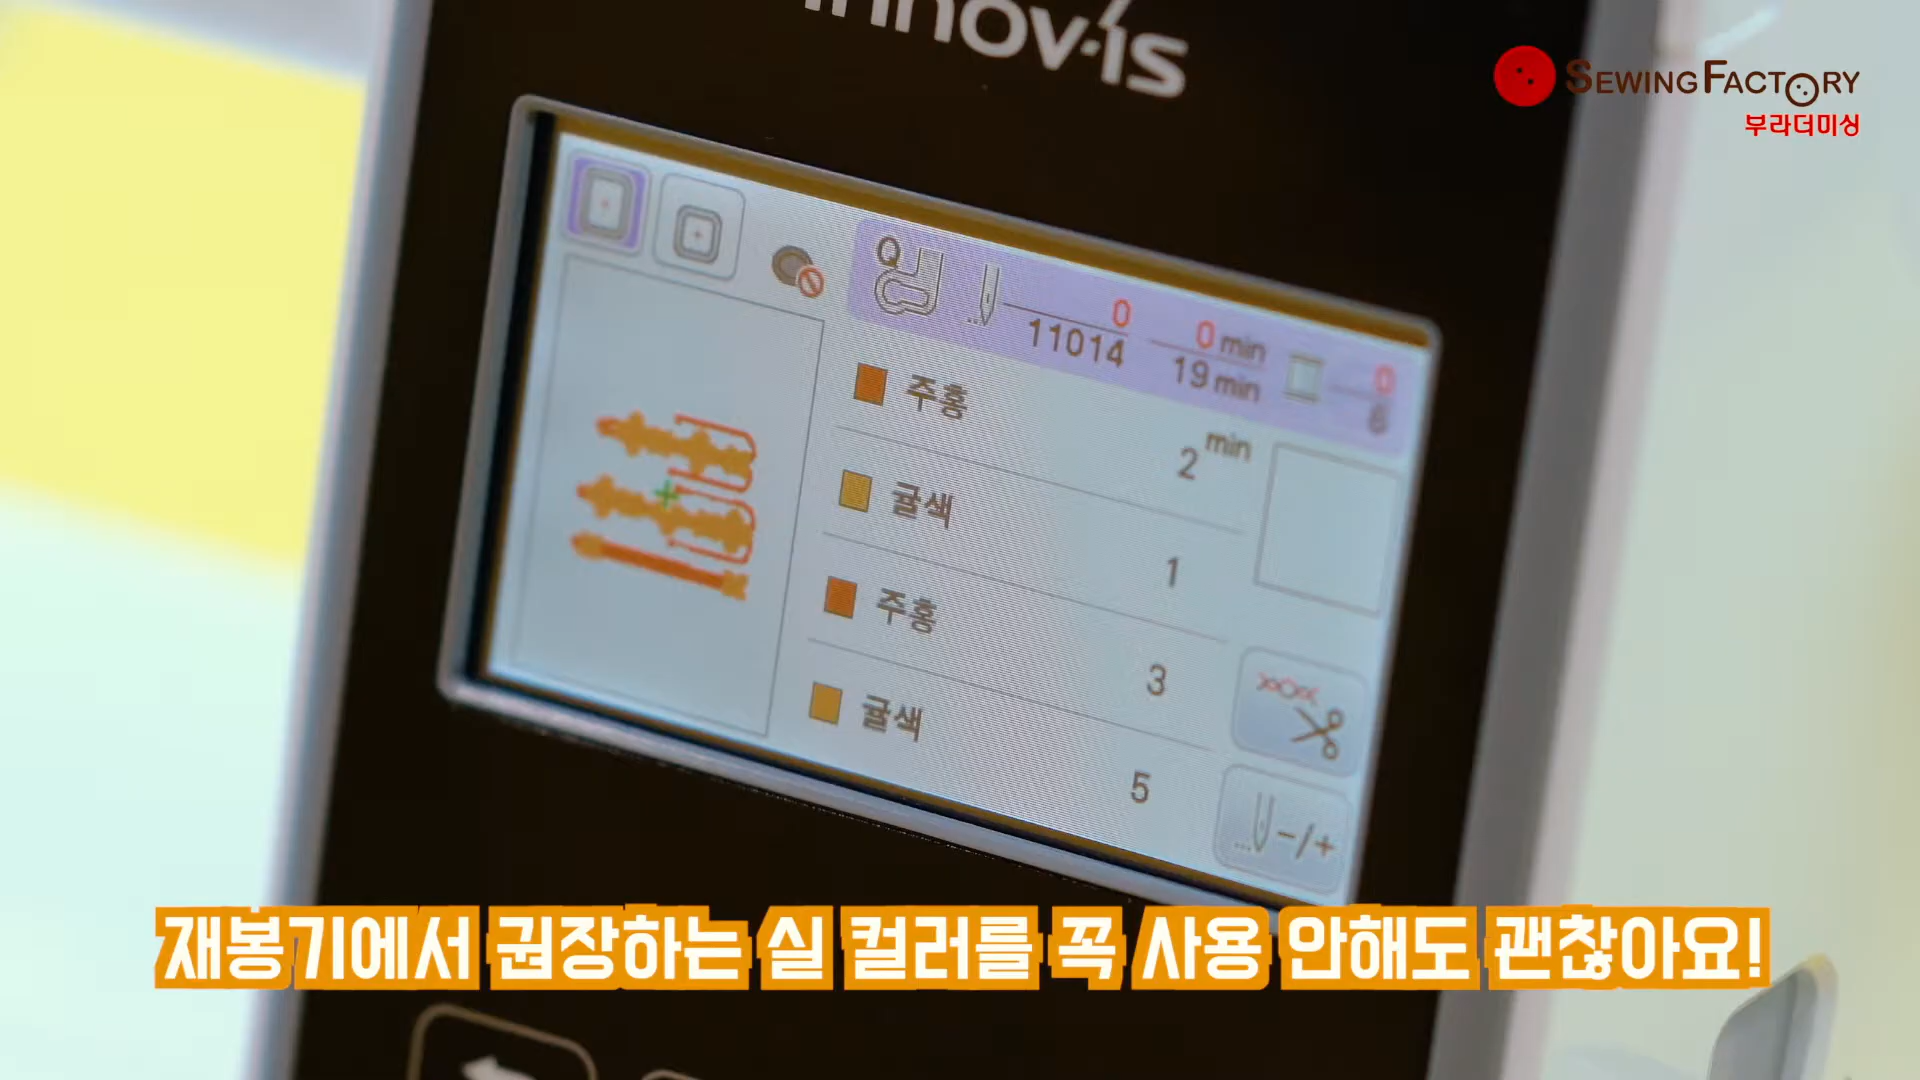 innov-is
SEWINGFACTORY
부라더미싱
Q
0 0 min 0
11014 19 min 6
주홍 2 min
귤색 1
주홍 3
귤색 5
-/+
재봉기에서 권장하는 실 컬러를 꼭 사용 안해도 괜찮아요!